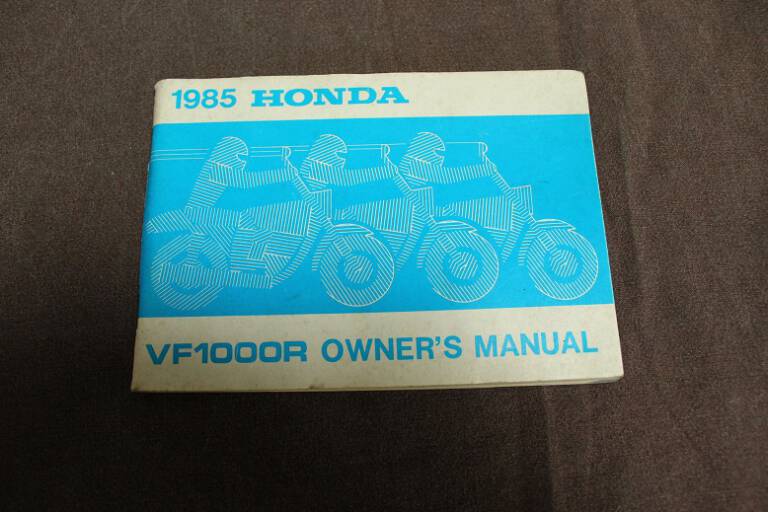 1985 HONDA
VF1000R OWNER'S MANUAL